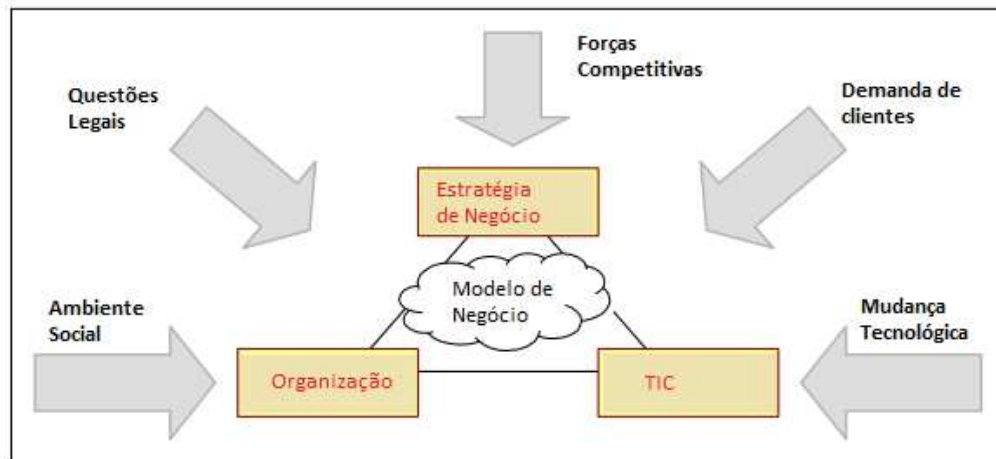 Forças
Competitivas
Questões
Legais
Demanda de
clientes
Estratégia
de Negócio
Modelo de
Negócio
Ambiente
Social
Mudança
Tecnológica
Organização
TIC